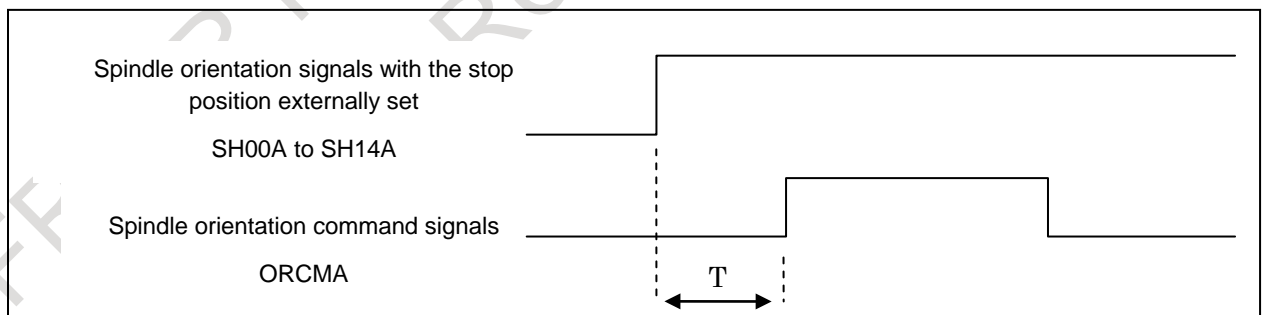 Spindle orientation signals with the stop
position externally set
SH00A to SH14A
Spindle orientation command signals
ORCMA
T